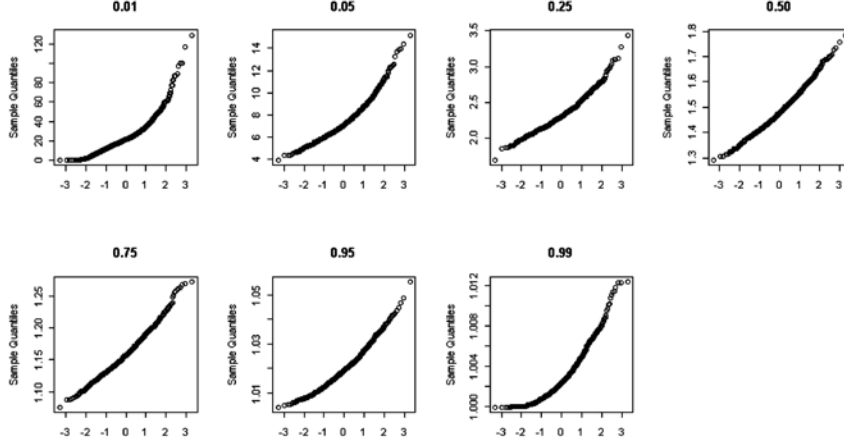 0.01 0.05 0.25 0.50
Sample Quantiles Sample Quantiles Sample Quantiles Sample Quantiles
0 20 40 60 80 100 120
4 6 8 10 12 14
2.0 2.5 3.0 3.5
1.3 1.4 1.5 1.6 1.7 1.8
-3 -2 -1 0 1 2 3 -3 -2 -1 0 1 2 3 -3 -2 -1 0 1 2 3 -3 -2 -1 0 1 2 3
0.75 0.95 0.99
Sample Quantiles Sample Quantiles Sample Quantiles
1.10 1.15 1.20 1.25
1.01 1.03 1.05
1.000 1.004 1.008 1.012
-3 -2 -1 0 1 2 3 -3 -2 -1 0 1 2 3 -3 -2 -1 0 1 2 3